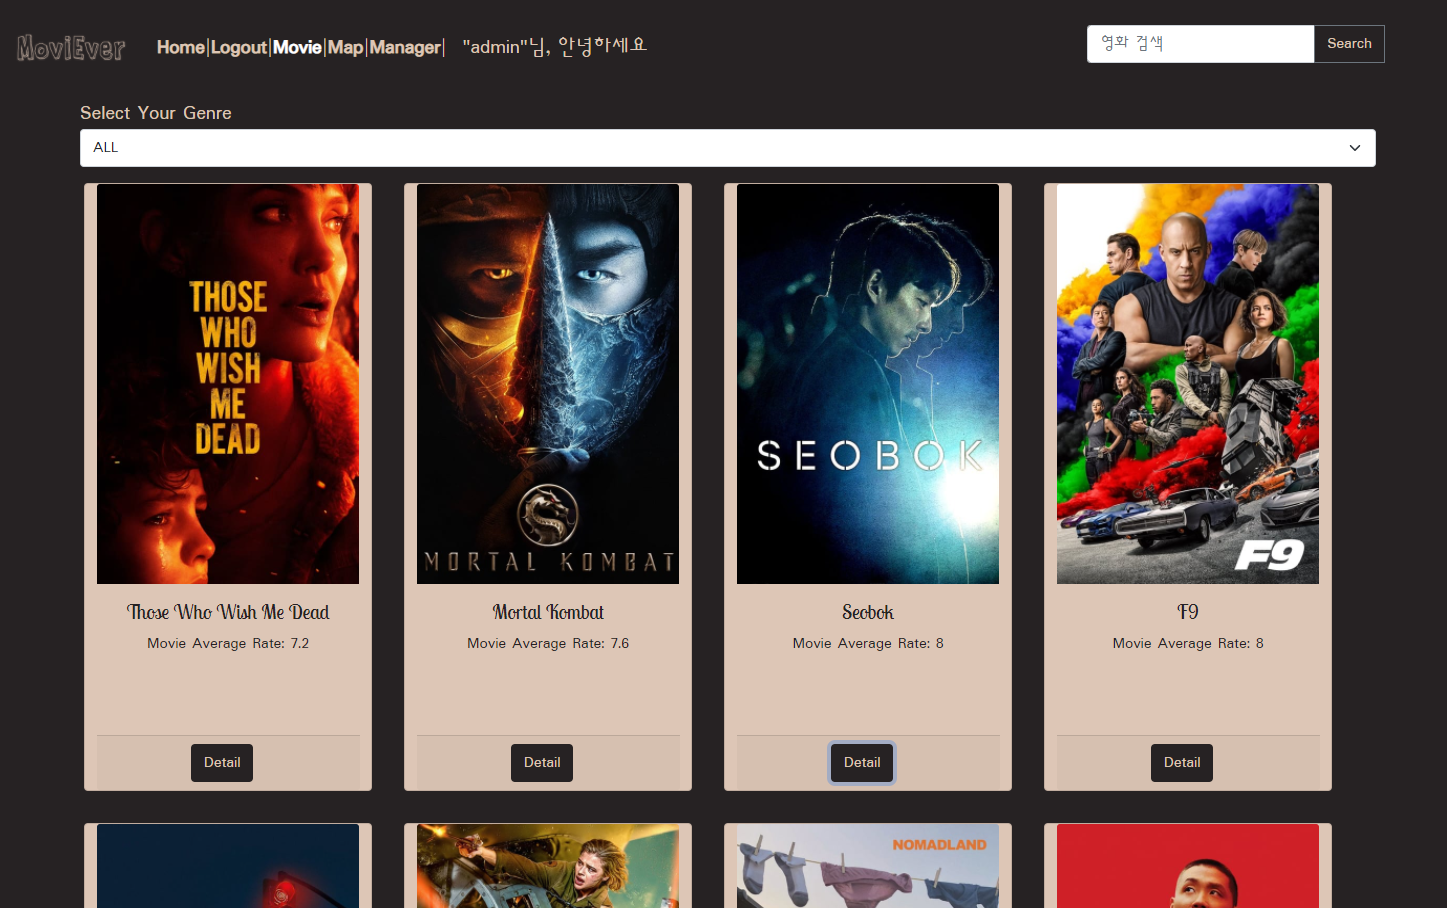 MoviEver Home|Logout|Movie|Map|Manager| "admin"님, 안녕하세요 영화 검색 Search
Select Your Genre
ALL
THOSE
WHO
WISH
ME
DEAD
MORTAL KOMBAT
SEOBOK
F9
Those Who Wish Me Dead
Movie Average Rate: 7.2
Detail
Mortal Kombat
Movie Average Rate: 7.6
Detail
Seobok
Movie Average Rate: 8
Detail
F9
Movie Average Rate: 8
Detail
NOMADLAND